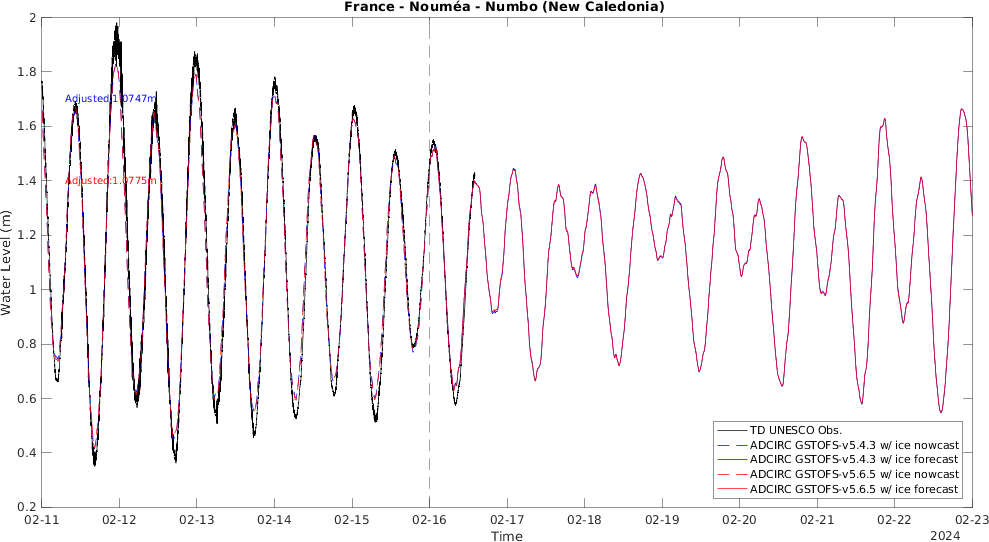 France - Nouméa - Numbo (New Caledonia)
Water Level (m)
2
1.8
1.6
1.4
1.2
1
0.8
0.6
0.4
0.2
Adjusted:1.0747m
Adjusted:1.0775m
TD UNESCO Obs.
ADCIRC GSTOFS-v5.4.3 w/ ice nowcast
ADCIRC GSTOFS-v5.4.3 w/ ice forecast
ADCIRC GSTOFS-v5.6.5 w/ ice nowcast
ADCIRC GSTOFS-v5.6.5 w/ ice forecast
02-11 02-12 02-13 02-14 02-15 02-16 02-17 02-18 02-19 02-20 02-21 02-22 02-23
Time
2024